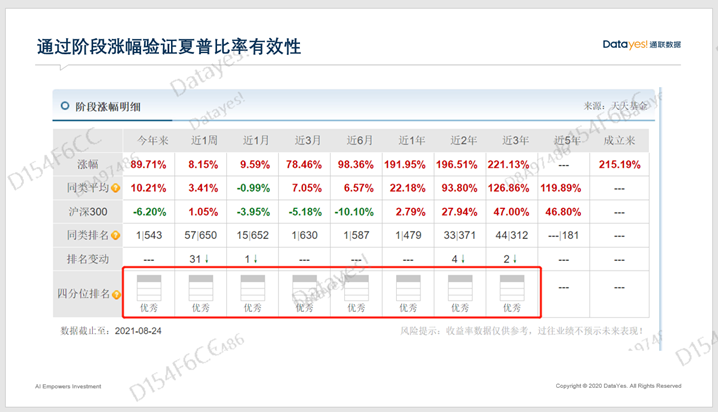 通过阶段涨幅验证夏普比率有效性
Datayes! 通联数据
阶段涨幅明细
来源：天天基金
今年来 近1周 近1月 近3月 近6月 近1年 近2年 近3年 近5年 成立来
涨幅 89.71% 8.15% 9.59% 78.46% 98.36% 191.95% 196.51% 221.13% --- 215.19%
同类平均 10.21% 3.41% -0.99% 7.05% 6.57% 22.18% 93.80% 126.86% 119.89% ---
沪深300 -6.20% 1.05% -3.95% -5.18% -10.10% 2.79% 27.94% 47.00% 46.80% ---
同类排名 1|543 57|650 15|652 1|630 1|587 1|479 33|371 44|312 ---|181 ---
排名变动 --- 31↓ 1↓ --- --- --- 4↓ 2↓ --- ---
四分位排名 优秀 优秀 优秀 优秀 优秀 优秀 优秀 优秀 --- ---
数据截止至：2021-08-24
风险提示：收益率数据仅供参考，过往业绩不预示未来表现！
AI Empowers Investment
Copyright © 2020 DataYes. All Rights Reserved
Datayes!
Datayes!
Datayes!
D154F6CC
D154F6CC
D154F6CC